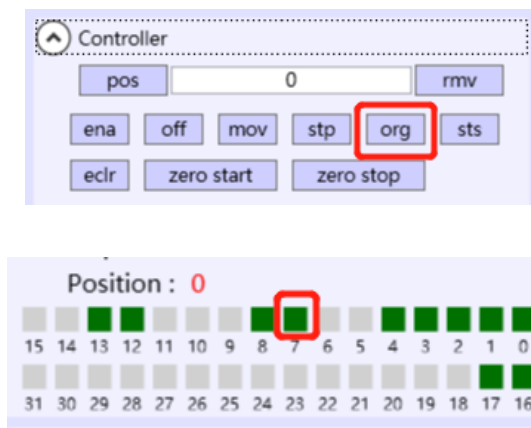 Controller
pos 0 rmv
ena off mov stp org sts
eclr zero start zero stop
Position : 0
15 14 13 12 11 10 9 8 7 6 5 4 3 2 1 0
31 30 29 28 27 26 25 24 23 22 21 20 19 18 17 16